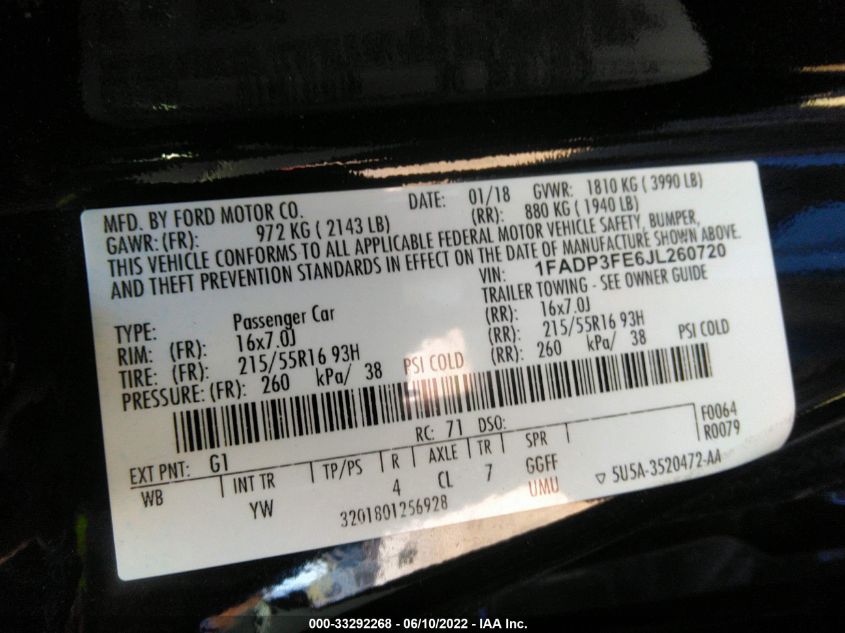 MFD. BY FORD MOTOR CO. DATE: 01/18 GVWR: 1810 KG ( 3990 LB)
GAWR: (FR): 972 KG ( 2143 LB) (RR): 880 KG ( 1940 LB)
THIS VEHICLE CONFORMS TO ALL APPLICABLE FEDERAL MOTOR VEHICLE SAFETY, BUMPER,
AND THEFT PREVENTION STANDARDS IN EFFECT ON THE DATE OF MANUFACTURE SHOWN ABOVE.
VIN: 1FADP3FE6JL260720
TYPE: Passenger Car TRAILER TOWING - SEE OWNER GUIDE
RIM: (FR): 16x7.0J (RR): 16x7.0J
TIRE: (FR): 215/55R16 93H (RR): 215/55R16 93H
PRESSURE: (FR): 260 kPa/ 38 PSI COLD (RR): 260 kPa/ 38 PSI COLD
RC: 71 DSO: F0064
EXT PNT: G1 R0079
WB INT TR TP/PS R AXLE TR SPR
YW 4 CL 7 GGFF
UMU
3201801256928 ▽ 5U5A-3520472-AA
000-33292268 - 06/10/2022 - IAA Inc.